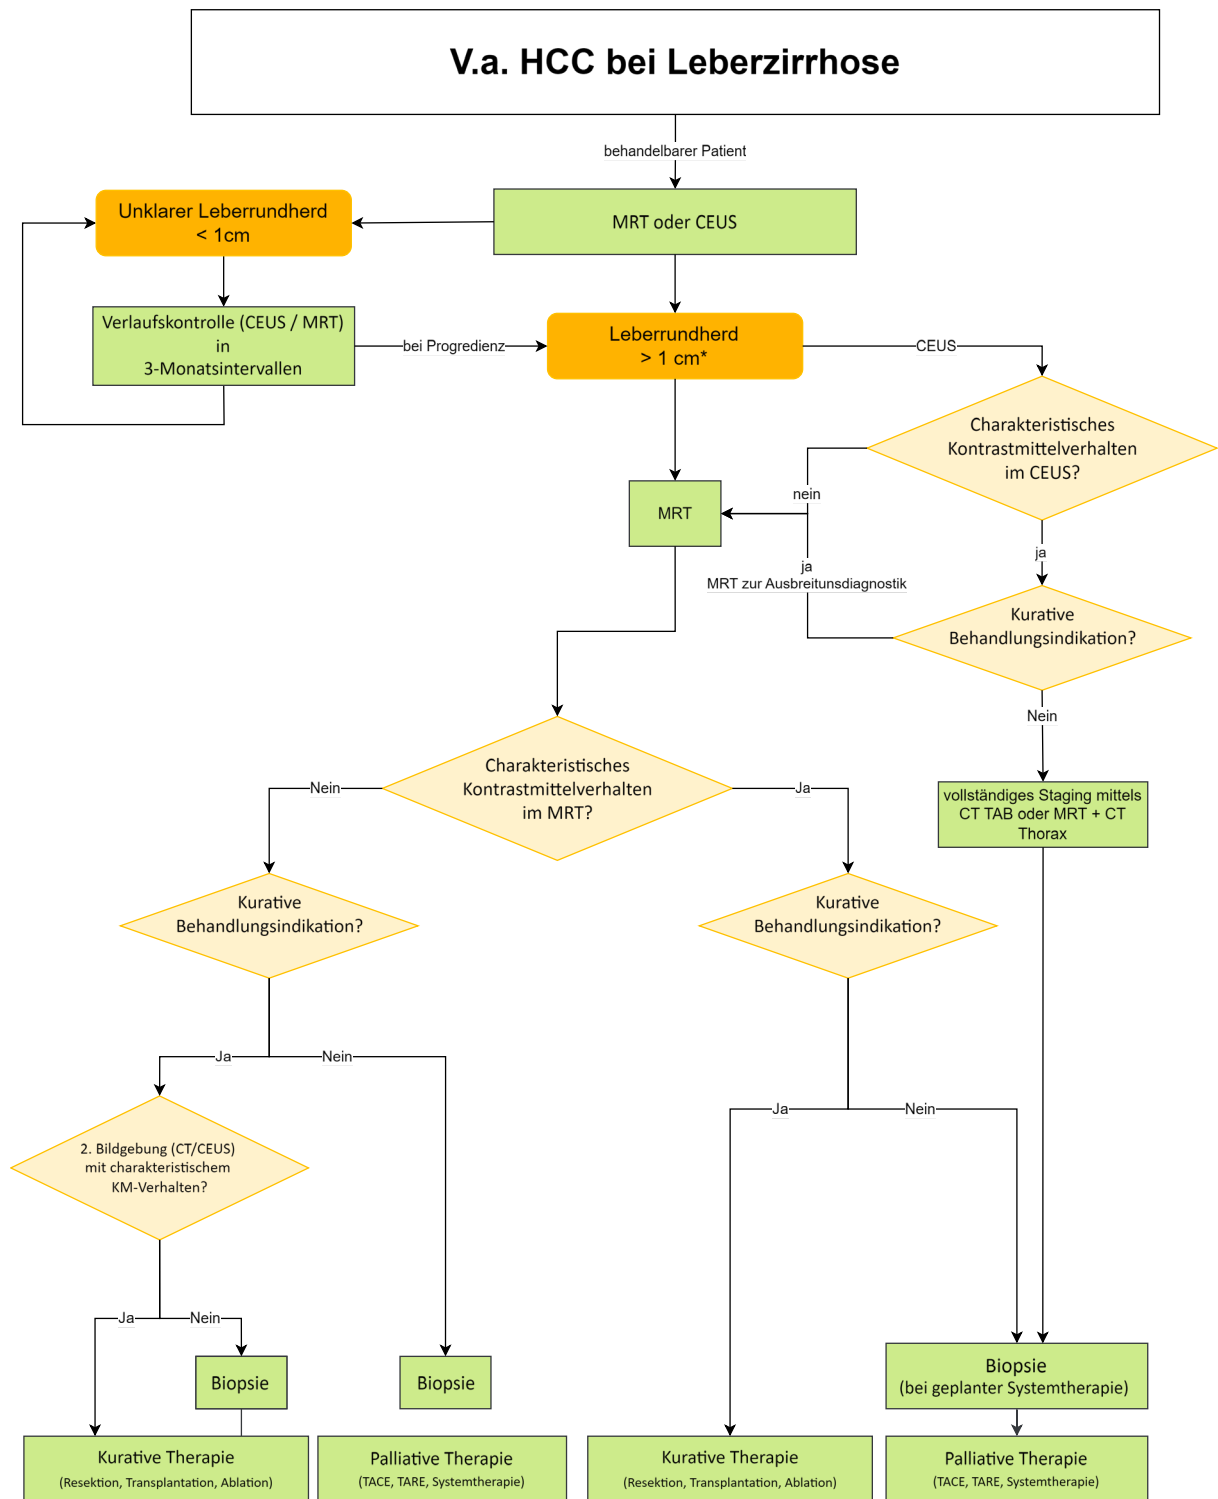 V.a. HCC bei Leberzirrhose
behandelbarer Patient
Unklarer Leberrundherd
< 1cm
MRT oder CEUS
Verlaufskontrolle (CEUS / MRT)
in
3-Monatsintervallen
bei Progredienz
Leberrundherd
> 1 cm*
CEUS
Charakteristisches
Kontrastmittelverhalten
im CEUS?
nein
MRT
ja
ja
MRT zur Ausbreitunsdiagnostik
Kurative
Behandlungsindikation?
Nein
Charakteristisches
Kontrastmittelverhalten
im MRT?
Nein
Ja
vollständiges Staging mittels
CT TAB oder MRT + CT
Thorax
Kurative
Behandlungsindikation?
Kurative
Behandlungsindikation?
Ja
Nein
Ja
Nein
2. Bildgebung (CT/CEUS)
mit charakteristischem
KM-Verhalten?
Ja
Nein
Biopsie
Biopsie
Biopsie
(bei geplanter Systemtherapie)
Kurative Therapie
(Resektion, Transplantation, Ablation)
Palliative Therapie
(TACE, TARE, Systemtherapie)
Kurative Therapie
(Resektion, Transplantation, Ablation)
Palliative Therapie
(TACE, TARE, Systemtherapie)